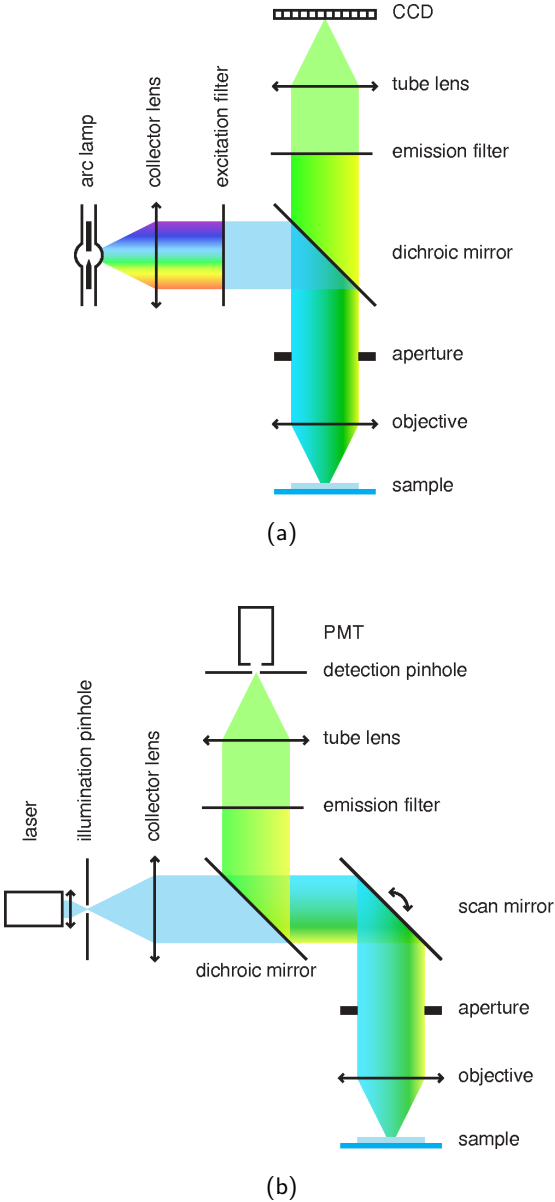 CCD
tube lens
emission filter
arc lamp
collector lens
excitation filter
dichroic mirror
aperture
objective
sample
(a)
PMT
detection pinhole
tube lens
emission filter
laser
illumination pinhole
collector lens
scan mirror
dichroic mirror
aperture
objective
sample
(b)